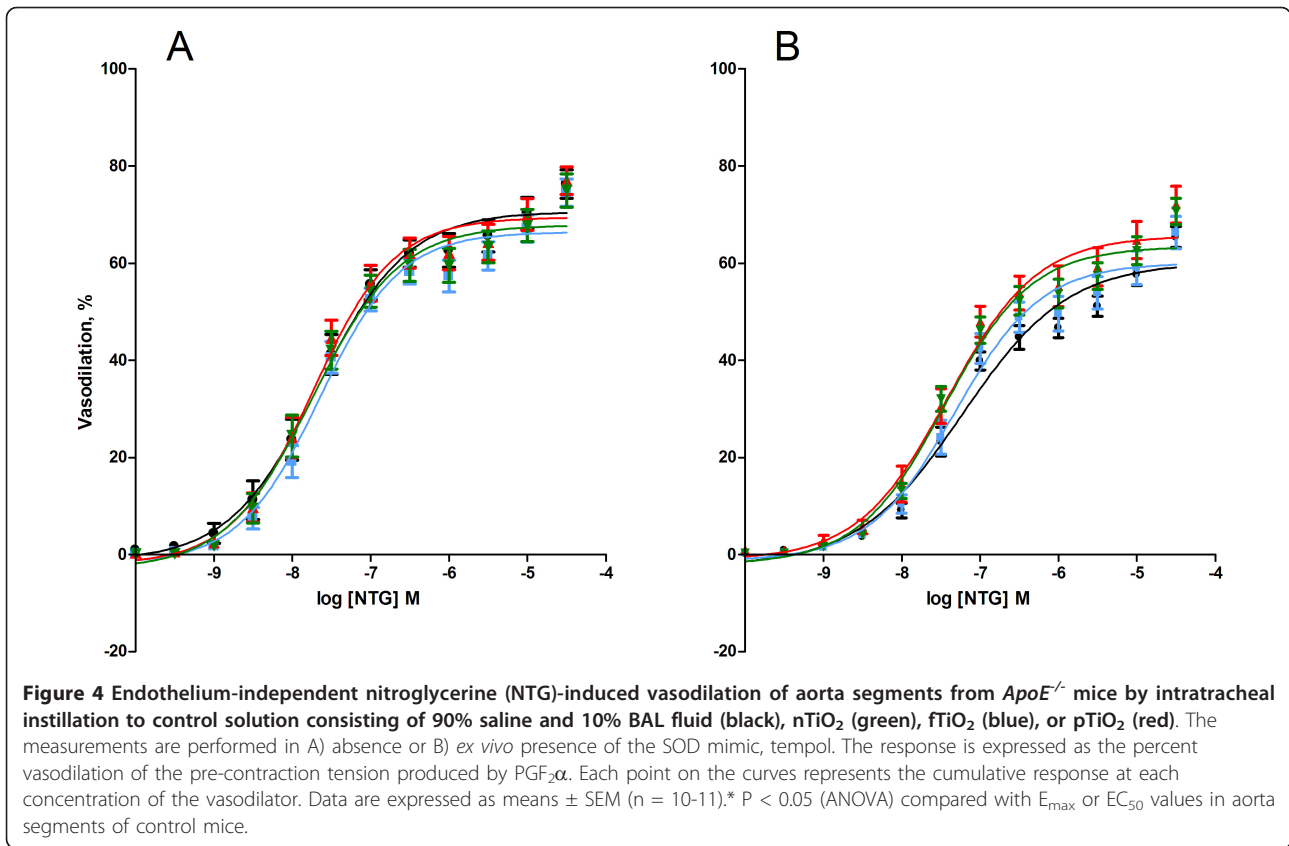 A
B
100
80
60
40
20
0
-20
Vasodilation, %
-9 -8 -7 -6 -5 -4
log [NTG] M
100
80
60
40
20
0
-20
-9 -8 -7 -6 -5 -4
log [NTG] M
Figure 4 Endothelium-independent nitroglycerine (NTG)-induced vasodilation of aorta segments from ApoE⁻/⁻ mice by intratracheal
instillation to control solution consisting of 90% saline and 10% BAL fluid (black), nTiO₂ (green), fTiO₂ (blue), or pTiO₂ (red). The
measurements are performed in A) absence or B) ex vivo presence of the SOD mimic, tempol. The response is expressed as the percent
vasodilation of the pre-contraction tension produced by PGF₂α. Each point on the curves represents the cumulative response at each
concentration of the vasodilator. Data are expressed as means ± SEM (n = 10-11).* P < 0.05 (ANOVA) compared with Emax or EC₅₀ values in aorta
segments of control mice.